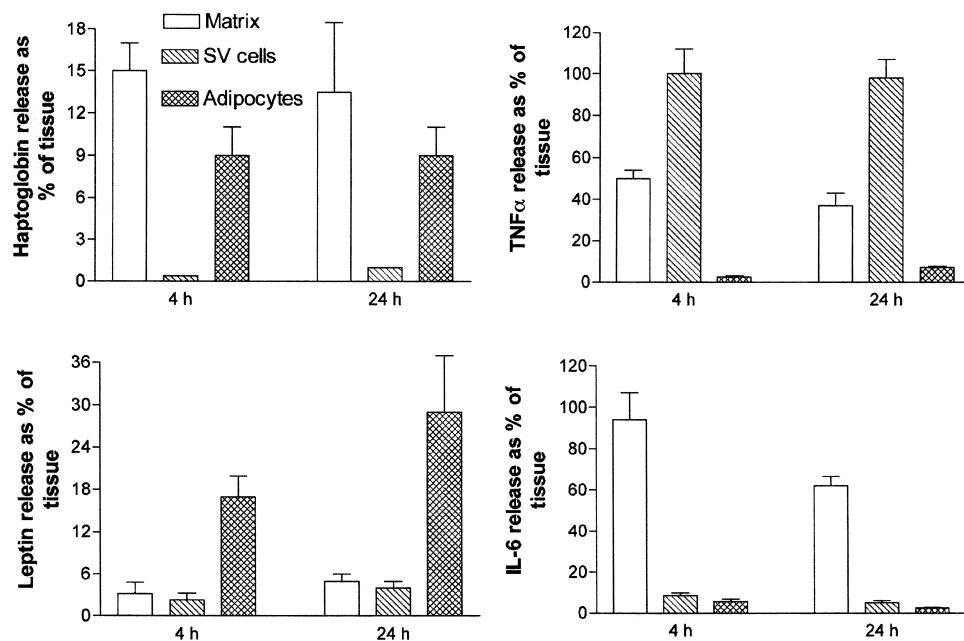 Haptoglobin release as
% of tissue
18
15
12
9
6
3
0
Matrix
SV cells
Adipocytes
4 h
24 h
TNFα release as % of
tissue
120
100
80
60
40
20
0
4 h
24 h
Leptin release as % of
tissue
36
30
24
18
12
6
0
4 h
24 h
IL-6 release as % of
tissue
120
100
80
60
40
20
0
4 h
24 h